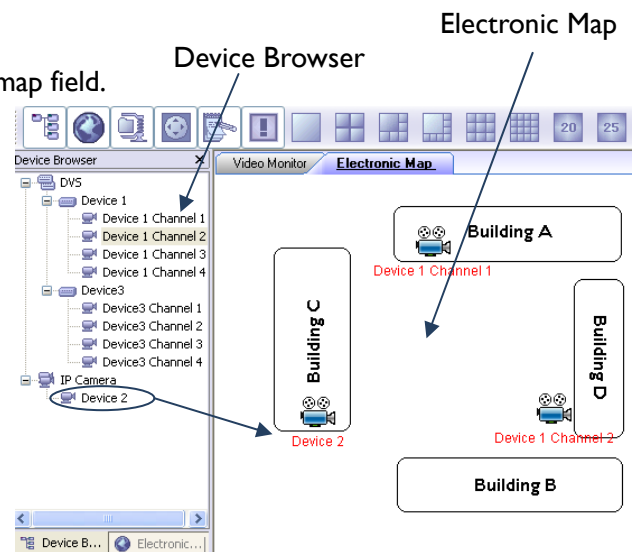 Electronic Map
Device Browser
map field.
20 25
Device Browser x
Video Monitor Electronic Map
DVS
Device 1
Device 1 Channel 1
Device 1 Channel 2
Device 1 Channel 3
Device 1 Channel 4
Device3
Device3 Channel 1
Device3 Channel 2
Device3 Channel 3
Device3 Channel 4
IP Camera
Device 2
Building A
Device 1 Channel 1
Building C
Device 2
Building D
Device 1 Channel 2
Building B
Device B... Electronic...